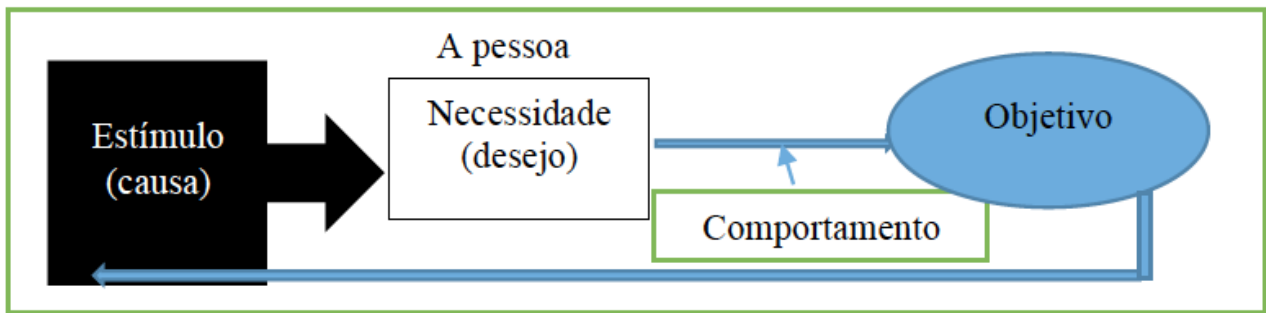 A pessoa
Estímulo
(causa)
Necessidade
(desejo)
Objetivo
Comportamento